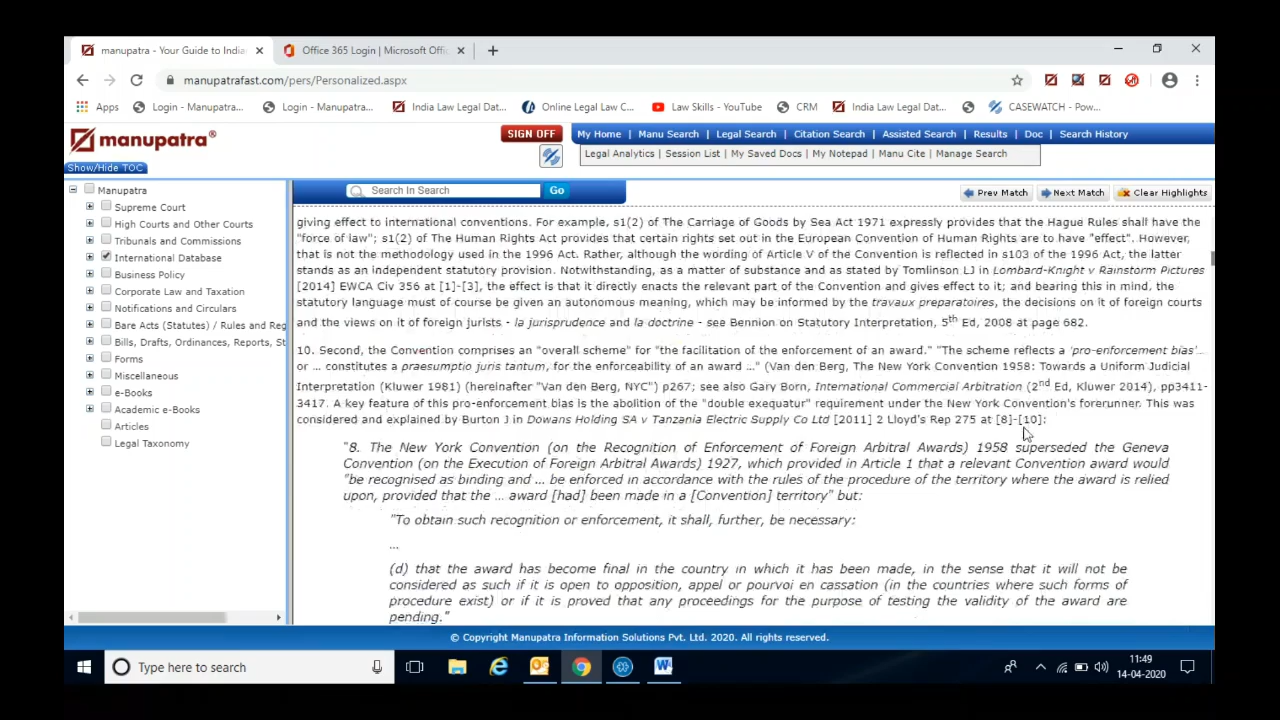 manupatra - Your Guide to India
Office 365 Login | Microsoft Offic
manupatrafast.com/pers/Personalized.aspx
Apps
Login - Manupatra...
Login - Manupatra...
India Law Legal Dat...
Online Legal Law C...
Law Skills - YouTube
CRM
India Law Legal Dat...
CASEWATCH - Pow...
manupatra®
SIGN OFF
My Home | Manu Search | Legal Search | Citation Search | Assisted Search | Results | Doc | Search History
Legal Analytics | Session List | My Saved Docs | My Notepad | Manu Cite | Manage Search
Show/Hide TOC
Search In Search
Go
Prev Match
Next Match
Clear Highlights
Manupatra
Supreme Court
High Courts and Other Courts
Tribunals and Commissions
International Database
Business Policy
Corporate Law and Taxation
Notifications and Circulars
Bare Acts (Statutes) / Rules and Reg
Bills, Drafts, Ordinances, Reports, St
Forms
Miscellaneous
e-Books
Academic e-Books
Articles
Legal Taxonomy
giving effect to international conventions. For example, s1(2) of The Carriage of Goods by Sea Act 1971 expressly provides that the Hague Rules shall have the
"force of law"; s1(2) of The Human Rights Act provides that certain rights set out in the European Convention of Human Rights are to have "effect". However,
that is not the methodology used in the 1996 Act. Rather, although the wording of Article V of the Convention is reflected in s103 of the 1996 Act, the latter
stands as an independent statutory provision. Notwithstanding, as a matter of substance and as stated by Tomlinson LJ in Lombard-Knight v Rainstorm Pictures
[2014] EWCA Civ 356 at [1]-[3], the effect is that it directly enacts the relevant part of the Convention and gives effect to it; and bearing this in mind, the
statutory language must of course be given an autonomous meaning, which may be informed by the travaux preparatoires, the decisions on it of foreign courts
and the views on it of foreign jurists - la jurisprudence and la doctrine - see Bennion on Statutory Interpretation, 5th Ed, 2008 at page 682.
10. Second, the Convention comprises an "overall scheme" for "the facilitation of the enforcement of an award." "The scheme reflects a 'pro-enforcement bias'...
or ... constitutes a praesumptio juris tantum, for the enforceability of an award ..." (Van den Berg, The New York Convention 1958: Towards a Uniform Judicial
Interpretation (Kluwer 1981) (hereinafter "Van den Berg, NYC") p267; see also Gary Born, International Commercial Arbitration (2nd Ed, Kluwer 2014), pp3411-
3417. A key feature of this pro-enforcement bias is the abolition of the "double exequatur" requirement under the New York Convention's forerunner. This was
considered and explained by Burton J in Dowans Holding SA v Tanzania Electric Supply Co Ltd [2011] 2 Lloyd's Rep 275 at [8]-[10]:
"8. The New York Convention (on the Recognition of Enforcement of Foreign Arbitral Awards) 1958 superseded the Geneva
Convention (on the Execution of Foreign Arbitral Awards) 1927, which provided in Article 1 that a relevant Convention award would
"be recognised as binding and ... be enforced in accordance with the rules of the procedure of the territory where the award is relied
upon, provided that the ... award [had] been made in a [Convention] territory" but:
"To obtain such recognition or enforcement, it shall, further, be necessary:
...
(d) that the award has become final in the country in which it has been made, in the sense that it will not be
considered as such if it is open to opposition, appel or pourvoi en cassation (in the countries where such forms of
procedure exist) or if it is proved that any proceedings for the purpose of testing the validity of the award are
pending."
© Copyright Manupatra Information Solutions Pvt. Ltd. 2020. All rights reserved.
Type here to search
11:49
14-04-2020